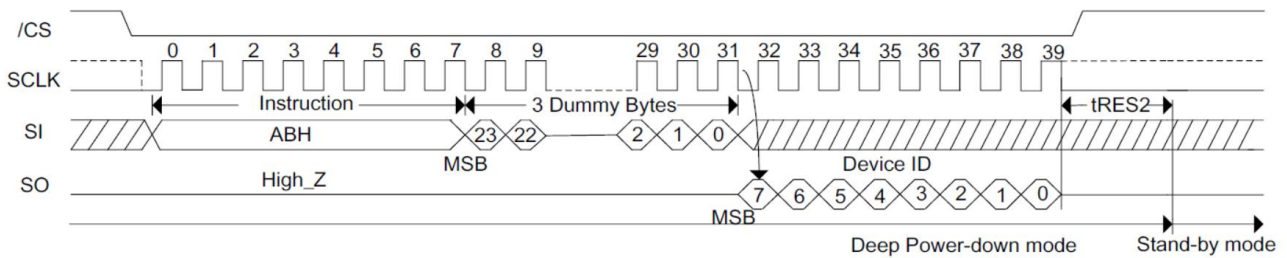 /CS
0 1 2 3 4 5 6 7 8 9 29 30 31 32 33 34 35 36 37 38 39
SCLK
Instruction 3 Dummy Bytes tRES2
SI ABH 23 22 2 1 0
MSB Device ID
SO High_Z 7 6 5 4 3 2 1 0
MSB
Deep Power-down mode Stand-by mode